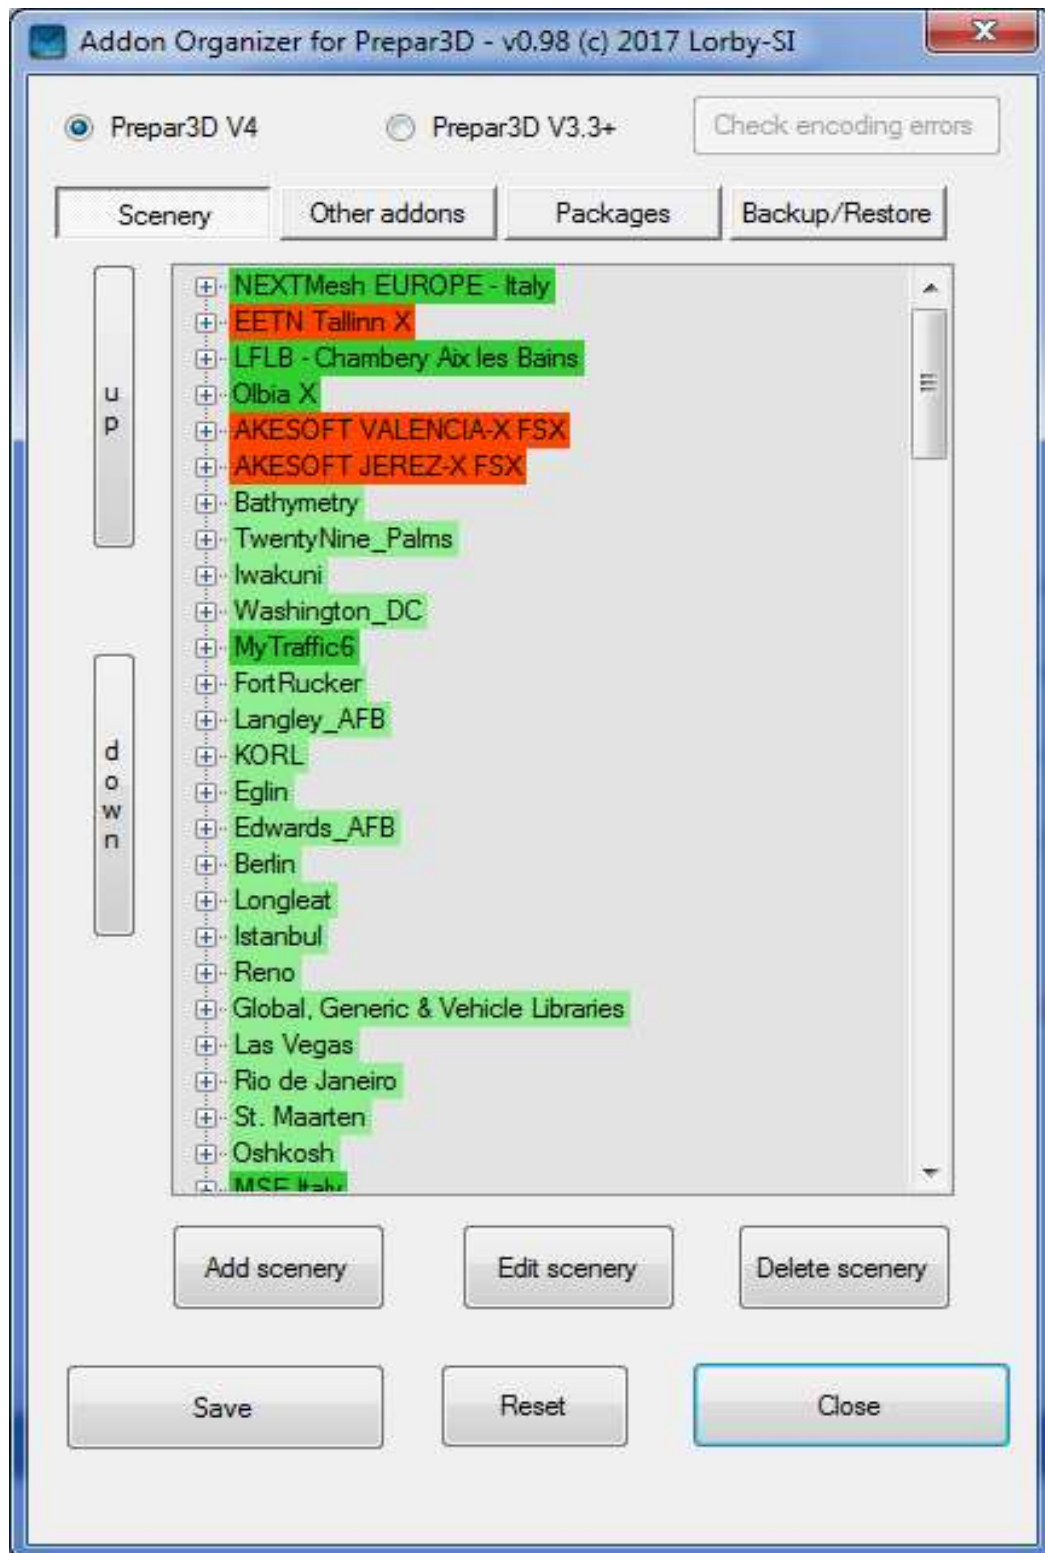 Addon Organizer for Prepar3D - v0.98 (c) 2017 Lorby-SI
Prepar3D V4 Prepar3D V3.3+ Check encoding errors
Scenery Other addons Packages Backup/Restore
up
down
NEXTMesh EUROPE - Italy
EETN Tallinn X
LFLB - Chambery Aix les Bains
Olbia X
AKESOFT VALENCIA-X FSX
AKESOFT JEREZ-X FSX
Bathymetry
TwentyNine_Palms
Iwakuni
Washington_DC
MyTraffic6
FortRucker
Langley_AFB
KORL
Eglin
Edwards_AFB
Berlin
Longleat
Istanbul
Reno
Global, Generic & Vehicle Libraries
Las Vegas
Rio de Janeiro
St. Maarten
Oshkosh
MSE Italy
Add scenery Edit scenery Delete scenery
Save Reset Close